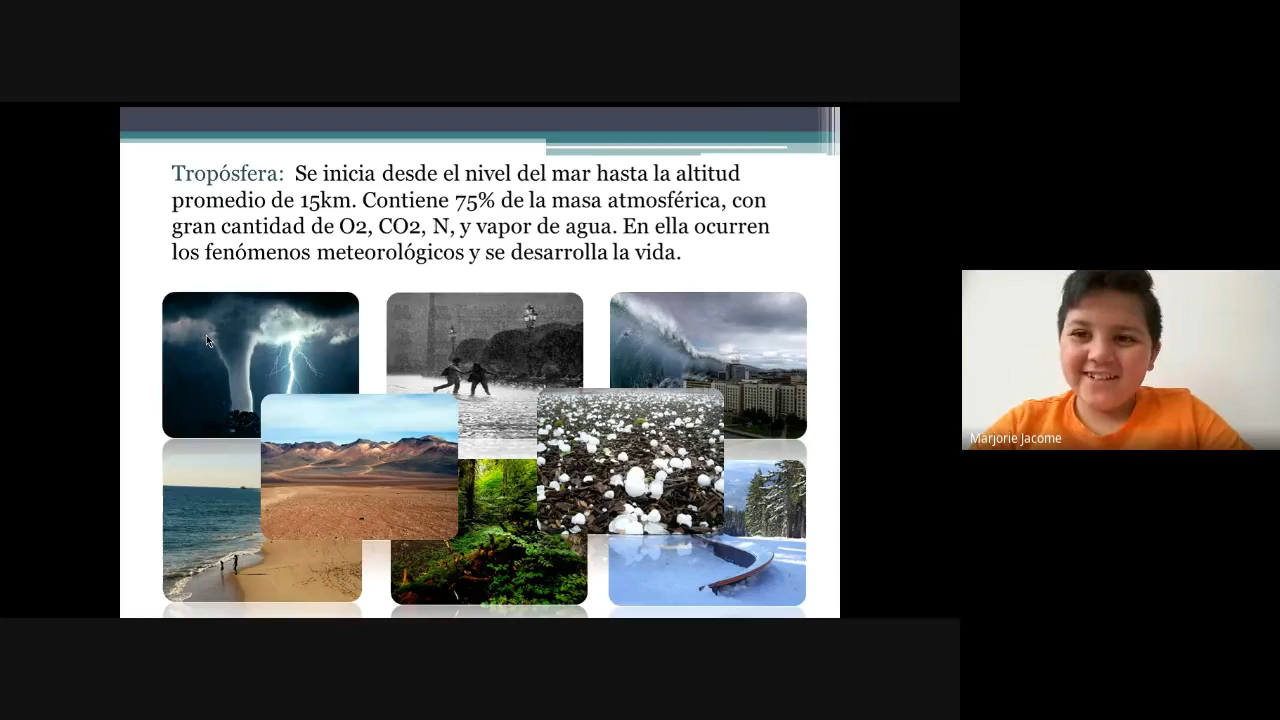 Tropósfera: Se inicia desde el nivel del mar hasta la altitud
promedio de 15km. Contiene 75% de la masa atmosférica, con
gran cantidad de O2, CO2, N, y vapor de agua. En ella ocurren
los fenómenos meteorológicos y se desarrolla la vida.
Marjorie Jacome